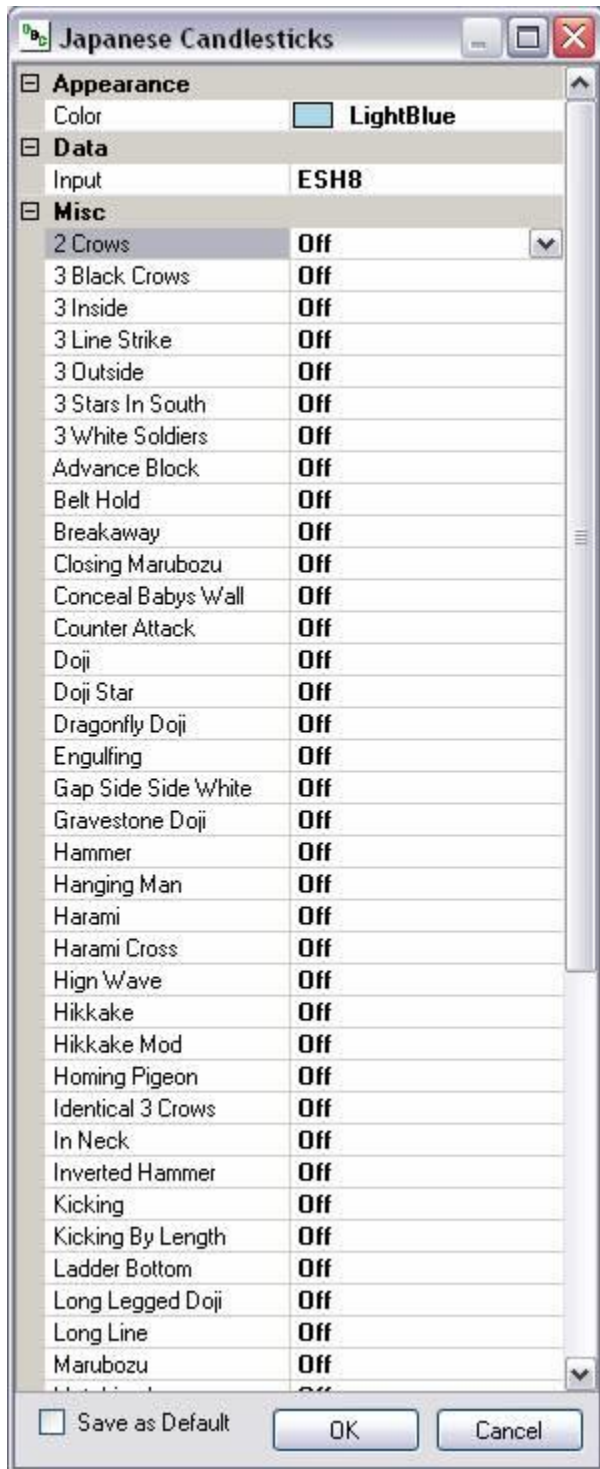 Japanese Candlesticks
Appearance
Color LightBlue
Data
Input ESH8
Misc
2 Crows Off
3 Black Crows Off
3 Inside Off
3 Line Strike Off
3 Outside Off
3 Stars In South Off
3 White Soldiers Off
Advance Block Off
Belt Hold Off
Breakaway Off
Closing Marubozu Off
Conceal Babys Wall Off
Counter Attack Off
Doji Off
Doji Star Off
Dragonfly Doji Off
Engulfing Off
Gap Side Side White Off
Gravestone Doji Off
Hammer Off
Hanging Man Off
Harami Off
Harami Cross Off
Hign Wave Off
Hikkake Off
Hikkake Mod Off
Homing Pigeon Off
Identical 3 Crows Off
In Neck Off
Inverted Hammer Off
Kicking Off
Kicking By Length Off
Ladder Bottom Off
Long Legged Doji Off
Long Line Off
Marubozu Off
Save as Default OK Cancel